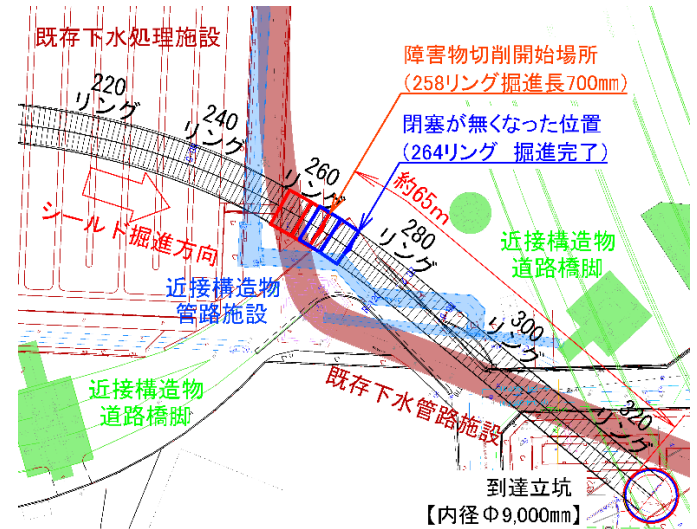 既存下水処理施設
220
リング
240
リング
260
リング
障害物切削開始場所
(258リング掘進長700mm)
閉塞が無くなった位置
(264リング 掘進完了)
約65m
シールド掘進方向
280
リング
近接構造物
道路橋脚
近接構造物
管路施設
300
リング
近接構造物
道路橋脚
既存下水管路施設
320
リング
到達立坑
【内径Φ9,000mm】